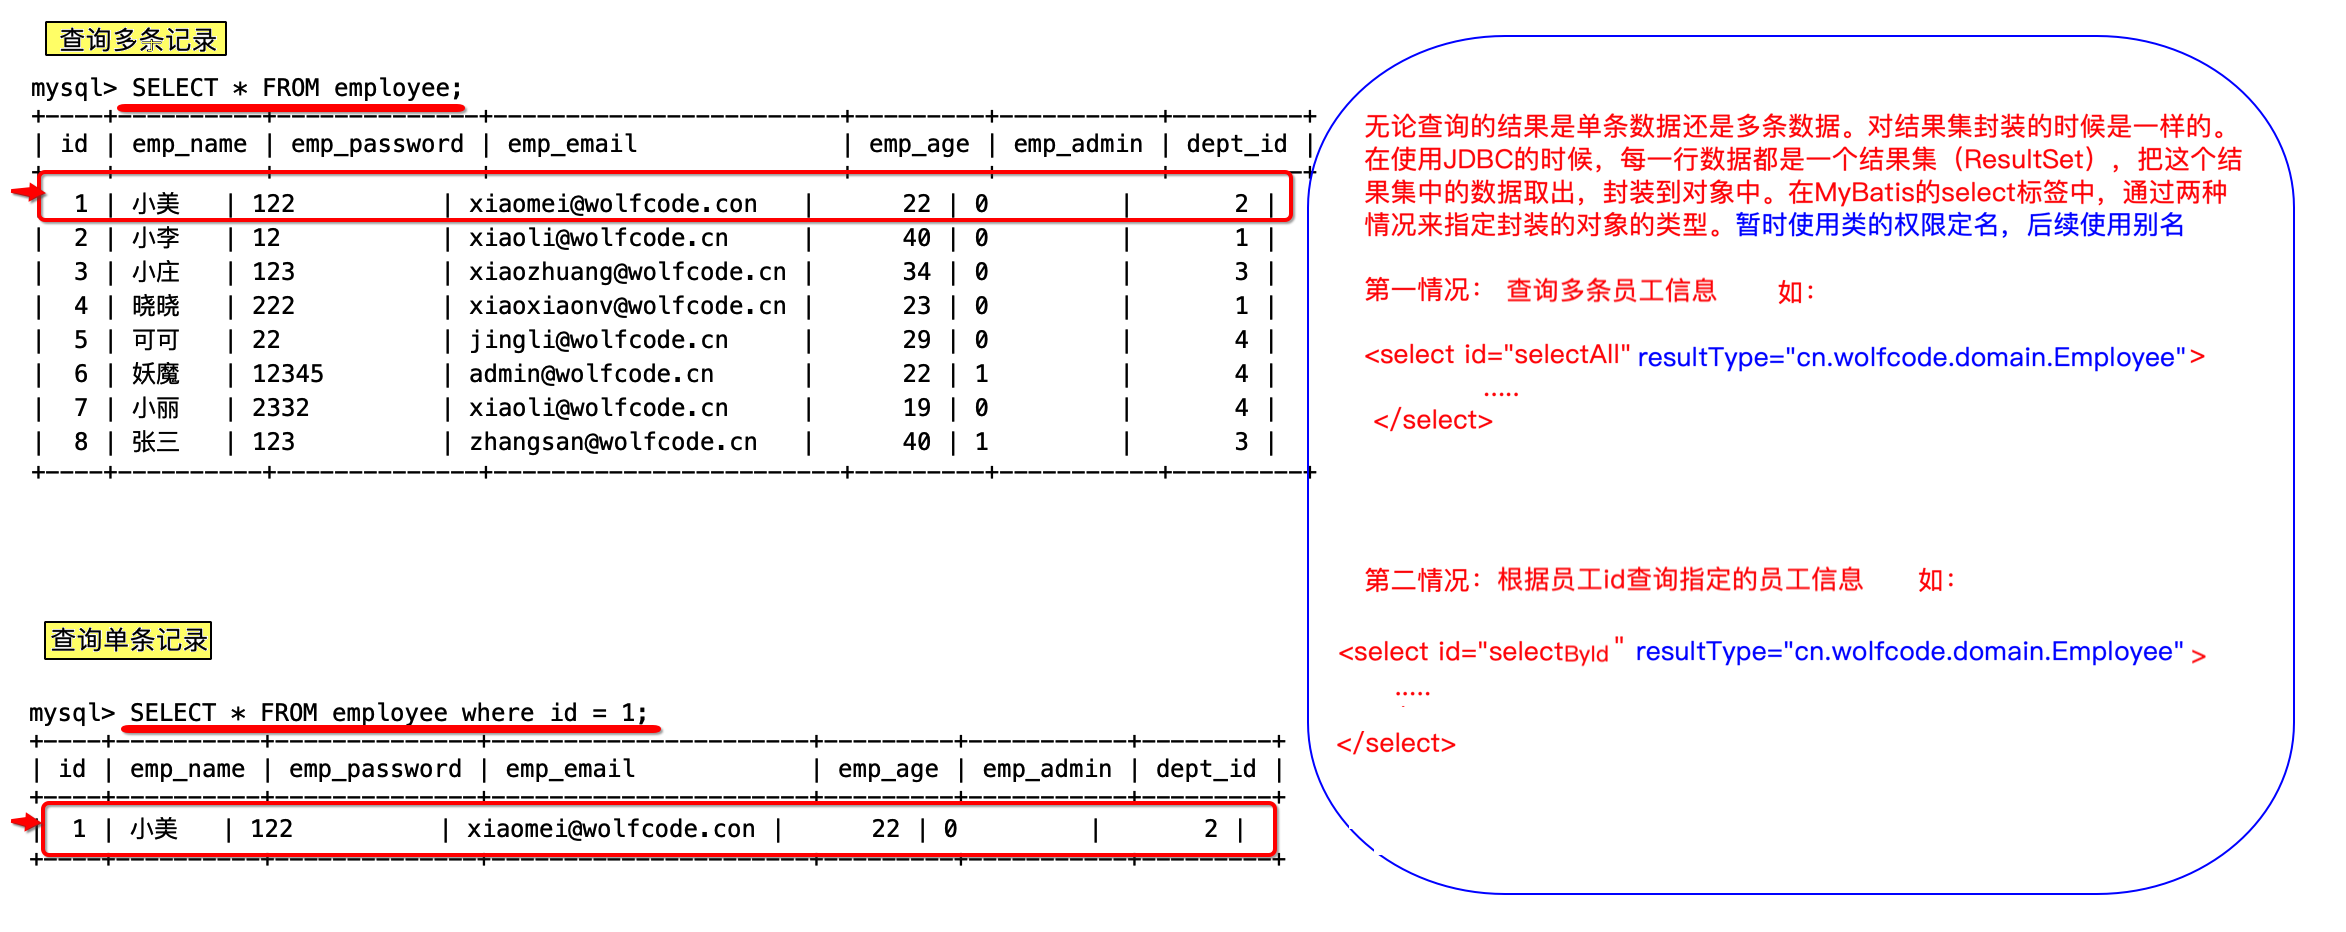 查询多条记录
mysql> SELECT * FROM employee;
+----+----------+--------------+------------------------+---------+-----------+---------+
| id | emp_name | emp_password | emp_email | emp_age | emp_admin | dept_id |
| 1 | 小美 | 122 | xiaomei@wolfcode.con | 22 | 0 | 2 |
| 2 | 小李 | 12 | xiaoli@wolfcode.cn | 40 | 0 | 1 |
| 3 | 小庄 | 123 | xiaozhuang@wolfcode.cn | 34 | 0 | 3 |
| 4 | 晓晓 | 222 | xiaoxiaonv@wolfcode.cn | 23 | 0 | 1 |
| 5 | 可可 | 22 | jingli@wolfcode.cn | 29 | 0 | 4 |
| 6 | 妖魔 | 12345 | admin@wolfcode.cn | 22 | 1 | 4 |
| 7 | 小丽 | 2332 | xiaoli@wolfcode.cn | 19 | 0 | 4 |
| 8 | 张三 | 123 | zhangsan@wolfcode.cn | 40 | 1 | 3 |
+----+----------+--------------+------------------------+---------+-----------+---------+
查询单条记录
mysql> SELECT * FROM employee where id = 1;
+----+----------+--------------+----------------------+---------+-----------+---------+
| id | emp_name | emp_password | emp_email | emp_age | emp_admin | dept_id |
+----+----------+--------------+----------------------+---------+-----------+---------+
| 1 | 小美 | 122 | xiaomei@wolfcode.con | 22 | 0 | 2 |
+----+----------+--------------+----------------------+---------+-----------+---------+
无论查询的结果是单条数据还是多条数据。对结果集封装的时候是一样的。
在使用JDBC的时候，每一行数据都是一个结果集（ResultSet），把这个结
果集中的数据取出，封装到对象中。在MyBatis的select标签中，通过两种
情况来指定封装的对象的类型。暂时使用类的权限定名，后续使用别名
第一情况： 查询多条员工信息 如：
<select id="selectAll" resultType="cn.wolfcode.domain.Employee">
.....
</select>
第二情况：根据员工id查询指定的员工信息 如：
<select id="selectById" resultType="cn.wolfcode.domain.Employee" >
.....
</select>